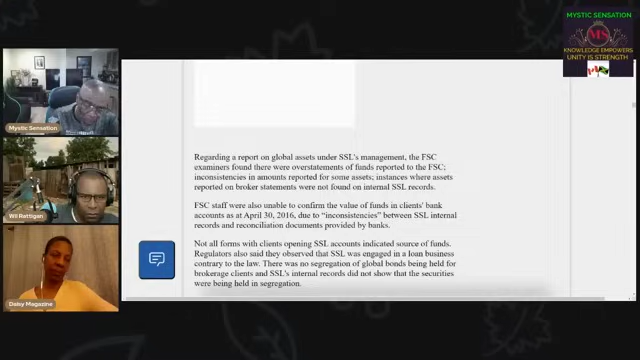 MYSTIC SENSATION
MS
KNOWLEDGE EMPOWERS
UNITY IS STRENGTH
Mystic Sensation
Wil Rattigan
Daisy Magazine
Regarding a report on global assets under SSL's management, the FSC
examiners found there were overstatements of funds reported to the FSC;
inconsistencies in amounts reported for some assets; instances where assets
reported on broker statements were not found on internal SSL records.
FSC staff were also unable to confirm the value of funds in clients' bank
accounts as at April 30, 2016, due to “inconsistencies” between SSL internal
records and reconciliation documents provided by banks.
Not all forms with clients opening SSL accounts indicated source of funds.
Regulators also said they observed that SSL was engaged in a loan business
contrary to the law. There was no segregation of global bonds being held for
brokerage clients and SSL's internal records did not show that the securities
were being held in segregation.